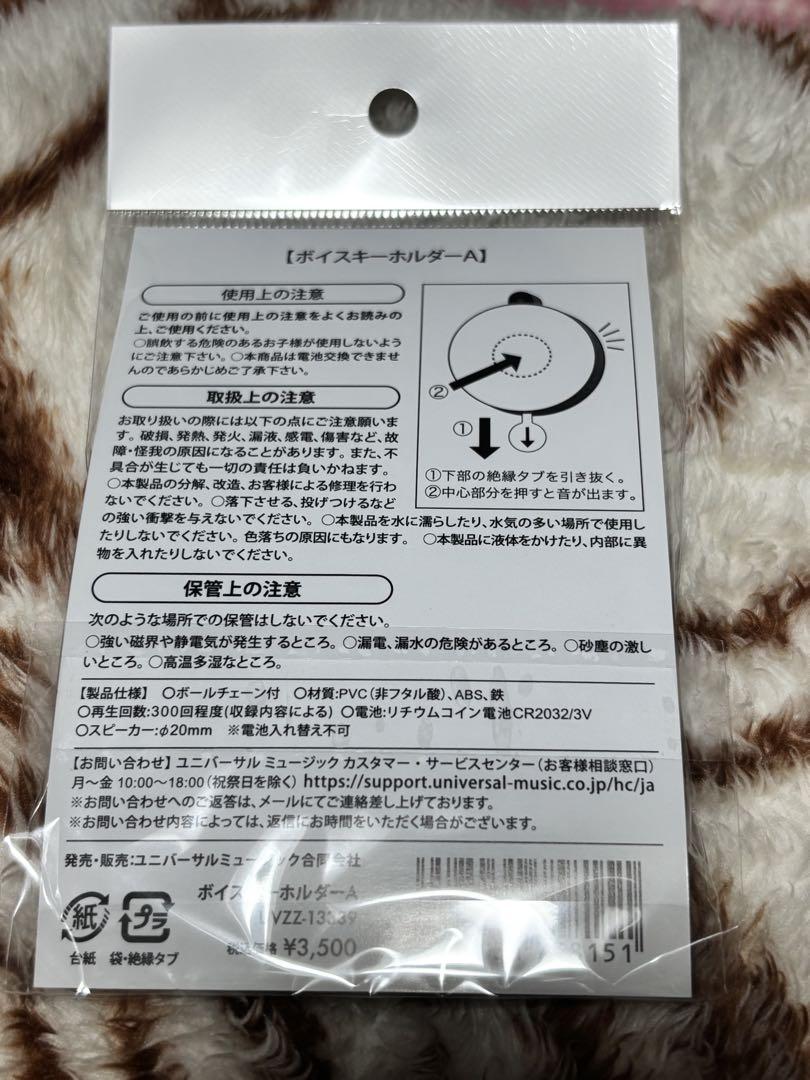 【ボイスキーホルダーA】
使用上の注意
ご使用の前に使用上の注意をよくお読みの
上、ご使用ください。
○誤飲する危険のあるお子様が使用しないよう
にご注意下さい。○本商品は電池交換できませ
んのであらかじめご了承下さい。
取扱上の注意
お取り扱いの際には以下の点にご注意願いま
す。破損、発熱、発火、漏液、感電、傷害など、故
障・怪我の原因になることがあります。また、不
具合が生じても一切の責任は負いかねます。
○本製品の分解、改造、お客様による修理を行わ
ないでください。○落下させる、投げつけるなど
の強い衝撃を与えないでください。○本製品を水に濡らしたり、水気の多い場所で使用し
たりしないでください。色落ちの原因にもなります。 ○本製品に液体をかけたり、内部に異
物を入れたりしないでください。
②
①
①下部の絶縁タブを引き抜く。
②中心部分を押すと音が出ます。
保管上の注意
次のような場所での保管はしないでください。
○強い磁界や静電気が発生するところ。○漏電、漏水の危険があるところ。○砂塵の激し
いところ。○高温多湿なところ。
【製品仕様】 ○ボールチェーン付 ○材質:PVC(非フタル酸)、ABS、鉄
○再生回数:300回程度(収録内容による) ○電池:リチウムコイン電池CR2032/3V
○スピーカー:φ20mm ※電池入れ替え不可
【お問い合わせ】ユニバーサル ミュージック カスタマー・サービスセンター(お客様相談窓口)
月〜金 10:00〜18:00(祝祭日を除く) https://support.universal-music.co.jp/hc/ja
※お問い合わせへのご返答は、メールにてご連絡差し上げております。
※お問い合わせ内容によっては、返信にお時間をいただく場合がございます。
発売・販売:ユニバーサルミュージック合同会社
ボイスキーホルダーA
税込価格 ¥3,500
紙
プラ
台紙 袋・絶縁タブ